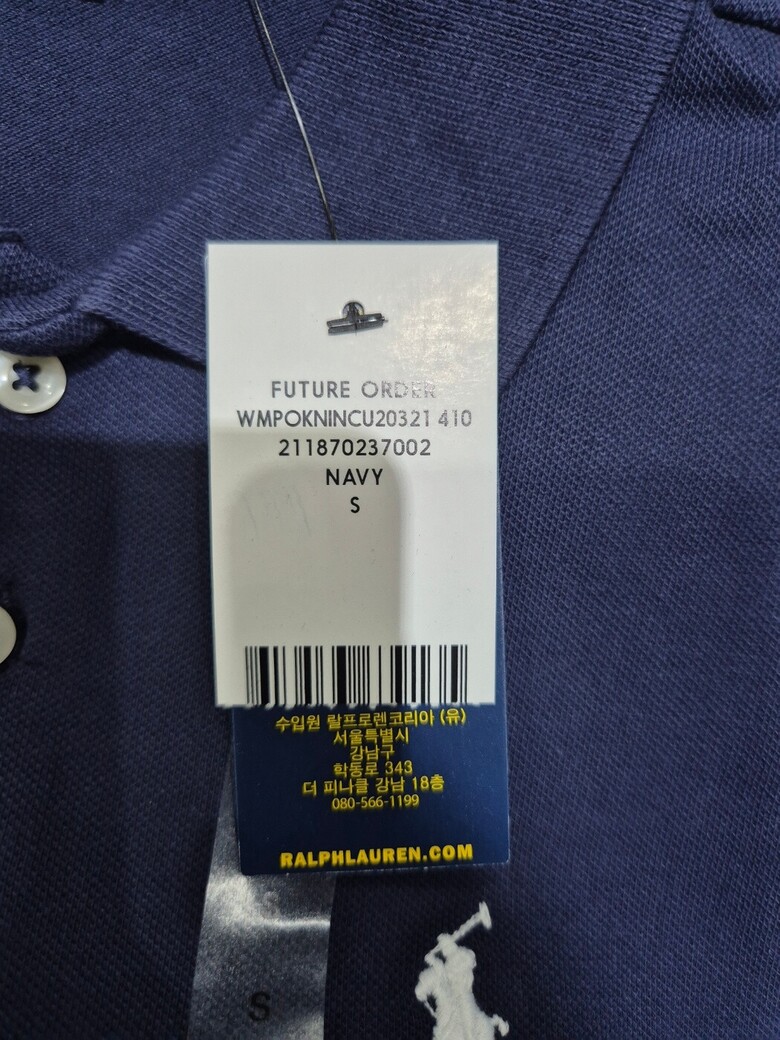 FUTURE ORDER
WMPOKNINCU20321 410
211870237002
NAVY
S
수입원 랄프로렌코리아 (유)
서울특별시
강남구
학동로 343
더 피나클 강남 18층
080-566-1199
RALPHLAUREN.COM
S